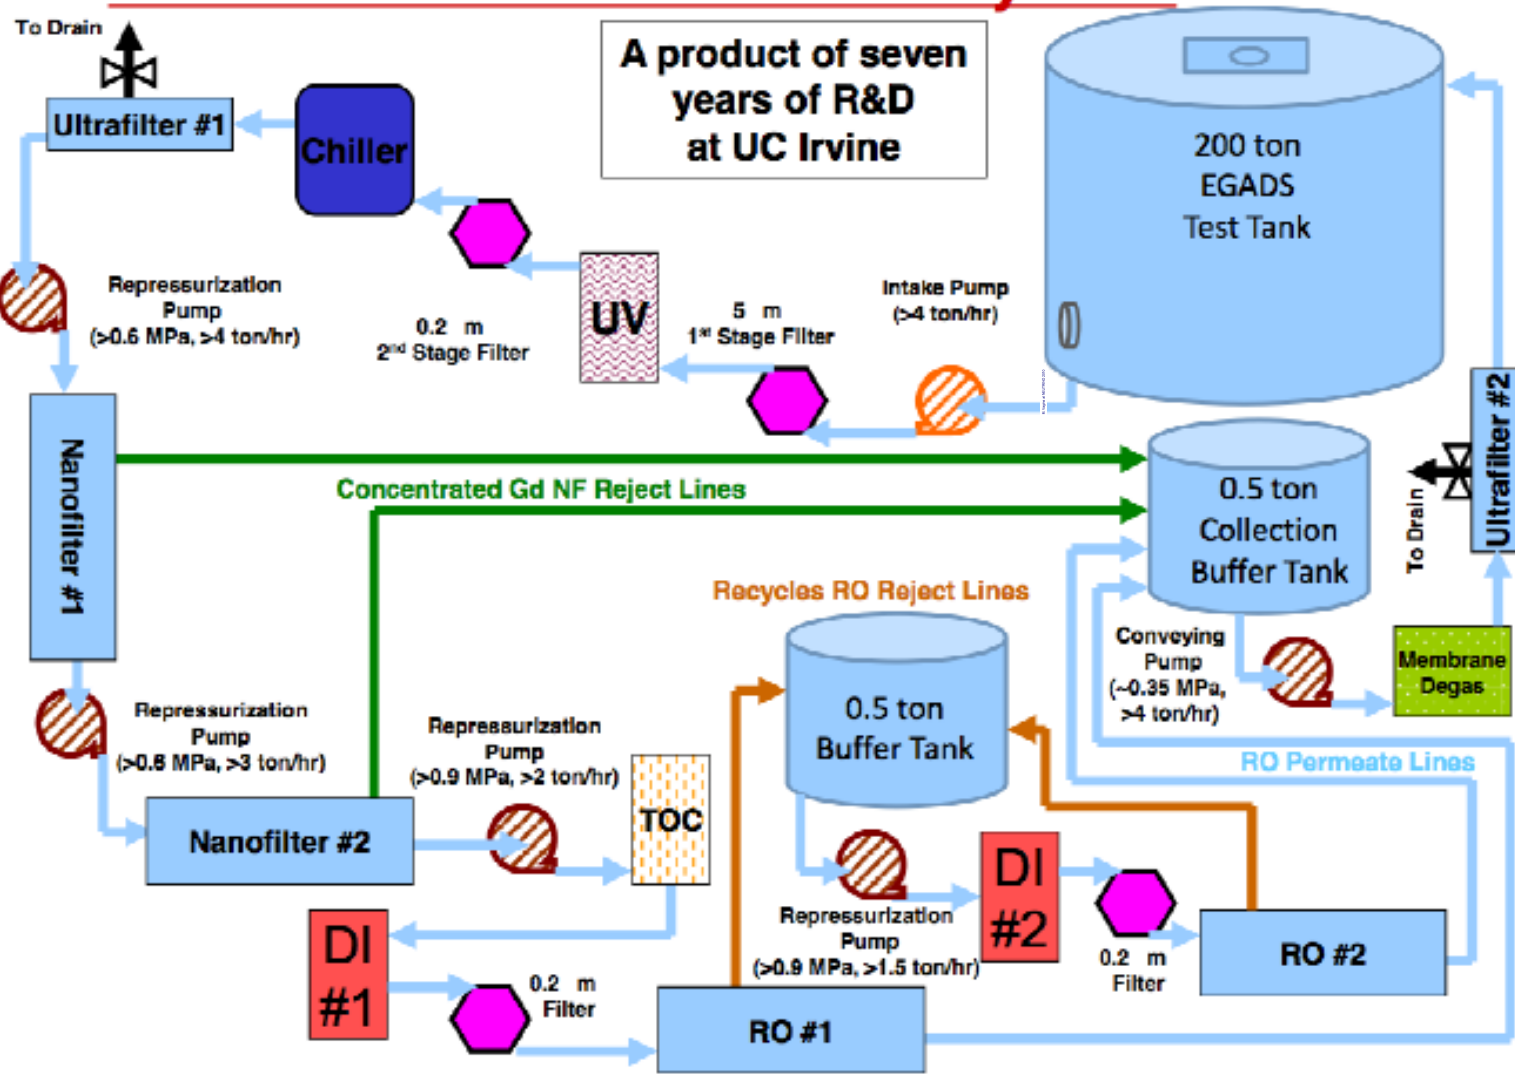 To Drain
A product of seven
years of R&D
at UC Irvine
Ultrafilter #1
Chiller
200 ton
EGADS
Test Tank
Repressurization
Pump
(>0.6 MPa, >4 ton/hr)
0.2 m
2nd Stage Filter
UV
5 m
1st Stage Filter
Intake Pump
(>4 ton/hr)
Nanofilter #1
Concentrated Gd NF Reject Lines
0.5 ton
Collection
Buffer Tank
To Drain
Ultrafilter #2
Recycles RO Reject Lines
Conveying
Pump
(~0.35 MPa,
>4 ton/hr)
Membrane
Degas
Repressurization
Pump
(>0.6 MPa, >3 ton/hr)
Repressurization
Pump
(>0.9 MPa, >2 ton/hr)
0.5 ton
Buffer Tank
RO Permeate Lines
Nanofilter #2
TOC
DI
#1
0.2 m
Filter
RO #1
Repressurization
Pump
(>0.9 MPa, >1.5 ton/hr)
DI
#2
0.2 m
Filter
RO #2